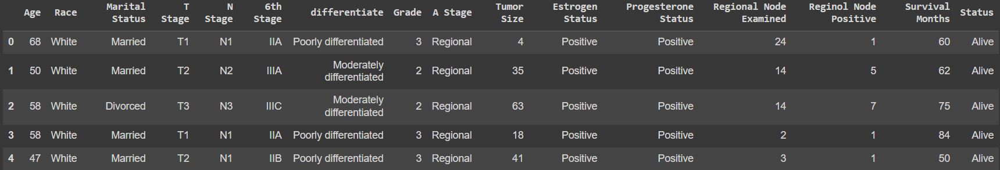 Age Race Marital Status T Stage N Stage 6th Stage differentiate Grade A Stage Tumor Size Estrogen Status Progesterone Status Regional Node Examined Reginol Node Positive Survival Months Status
0 68 White Married T1 N1 IIA Poorly differentiated 3 Regional 4 Positive Positive 24 1 60 Alive
1 50 White Married T2 N2 IIIA Moderately differentiated 2 Regional 35 Positive Positive 14 5 62 Alive
2 58 White Divorced T3 N3 IIIC Moderately differentiated 2 Regional 63 Positive Positive 14 7 75 Alive
3 58 White Married T1 N1 IIA Poorly differentiated 3 Regional 18 Positive Positive 2 1 84 Alive
4 47 White Married T2 N1 IIB Poorly differentiated 3 Regional 41 Positive Positive 3 1 50 Alive